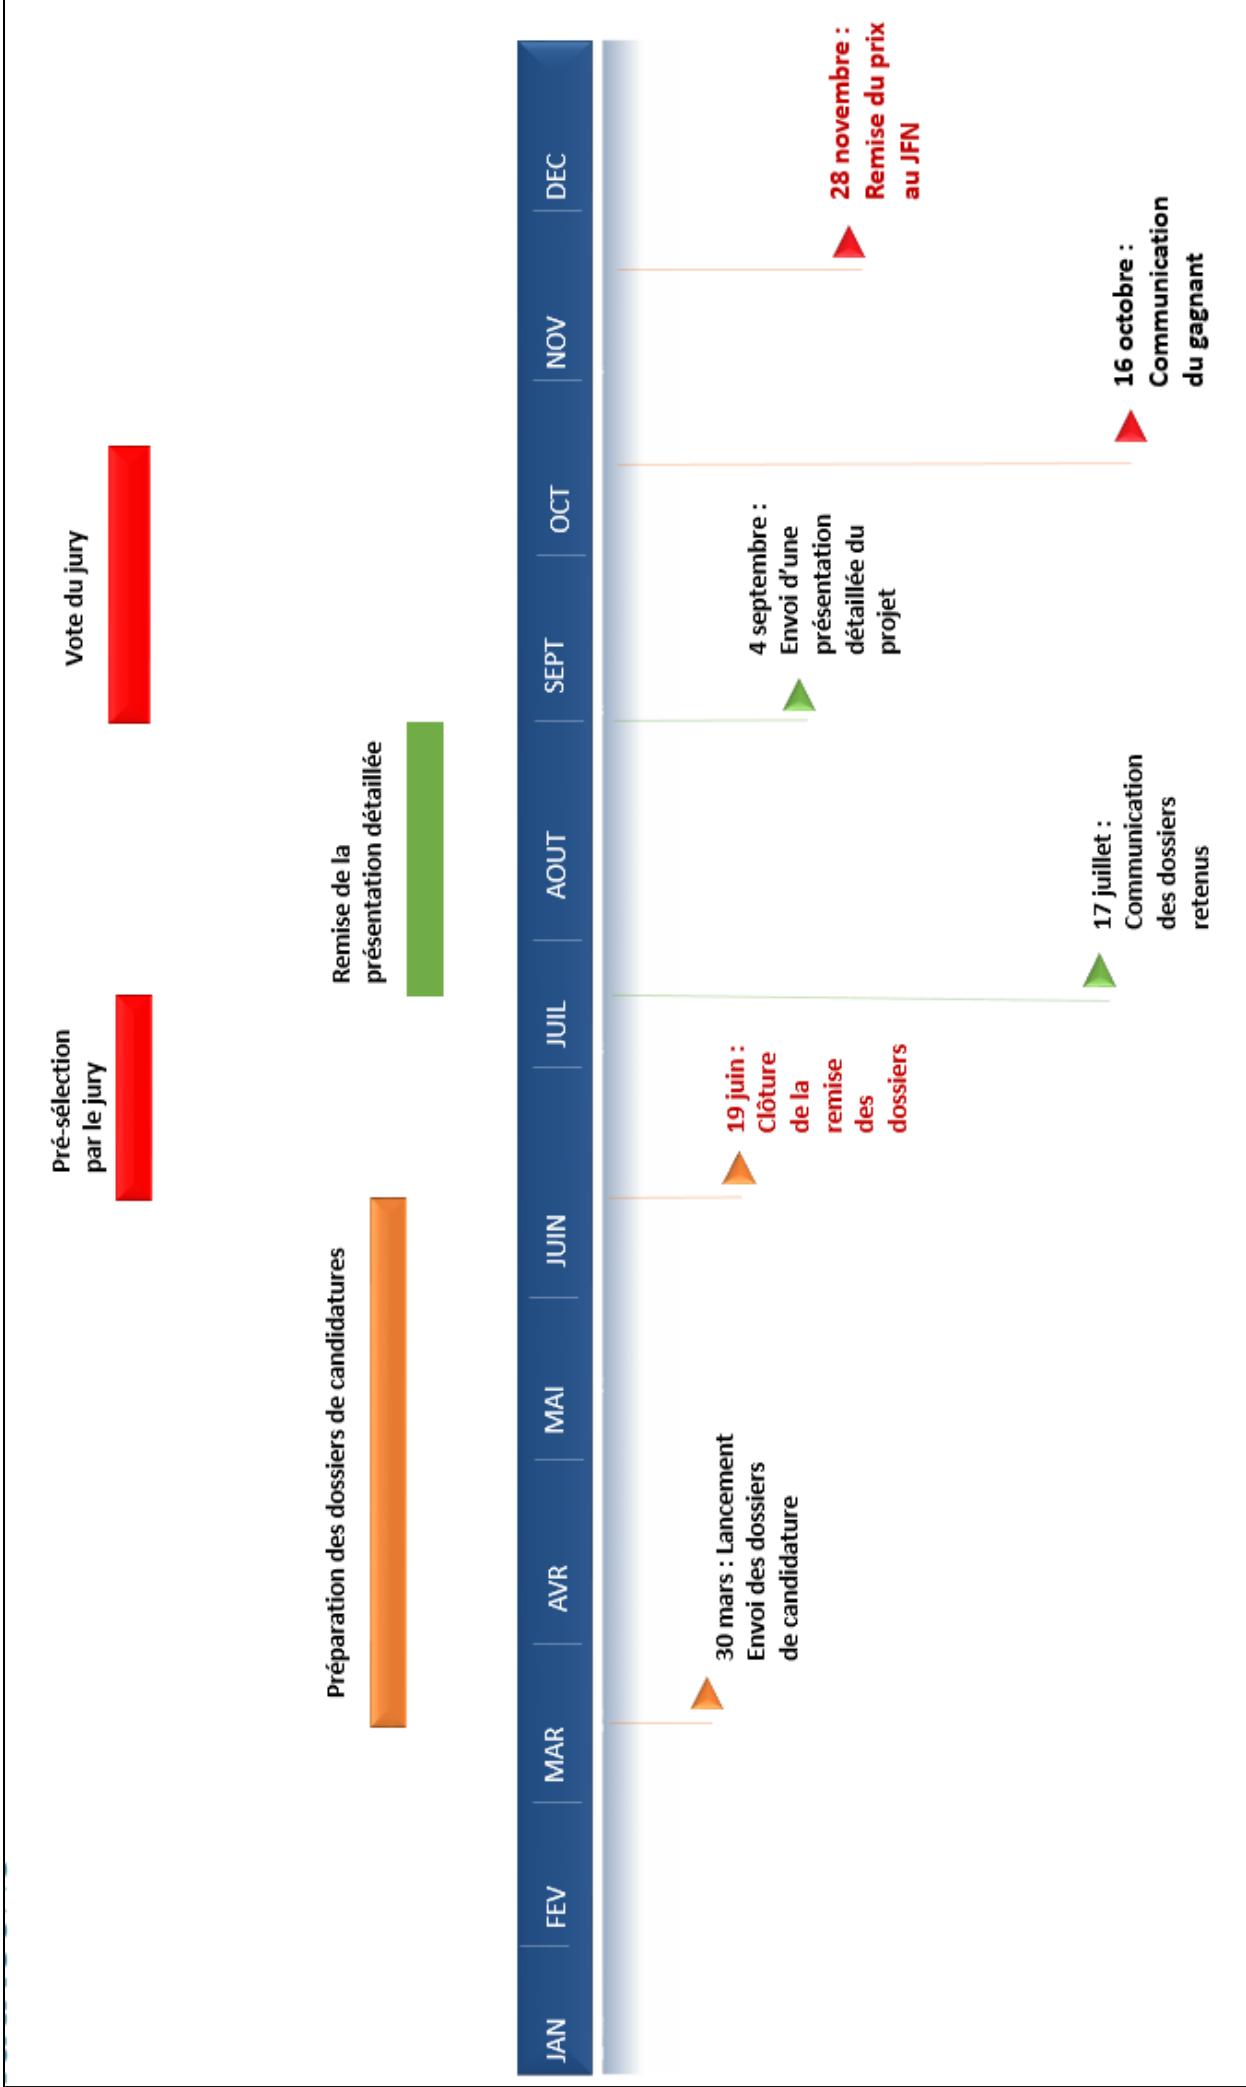 Pré-sélection
par le jury
Vote du jury
Préparation des dossiers de candidatures
Remise de la
présentation détaillée
JAN
FEV
MAR
AVR
MAI
JUIN
JUIL
AOUT
SEPT
OCT
NOV
DEC
30 mars : Lancement
Envoi des dossiers
de candidature
19 juin :
Clôture
de la
remise
des
dossiers
17 juillet :
Communication
des dossiers
retenus
4 septembre :
Envoi d'une
présentation
détaillée du
projet
16 octobre :
Communication
du gagnant
28 novembre :
Remise du prix
au JFN